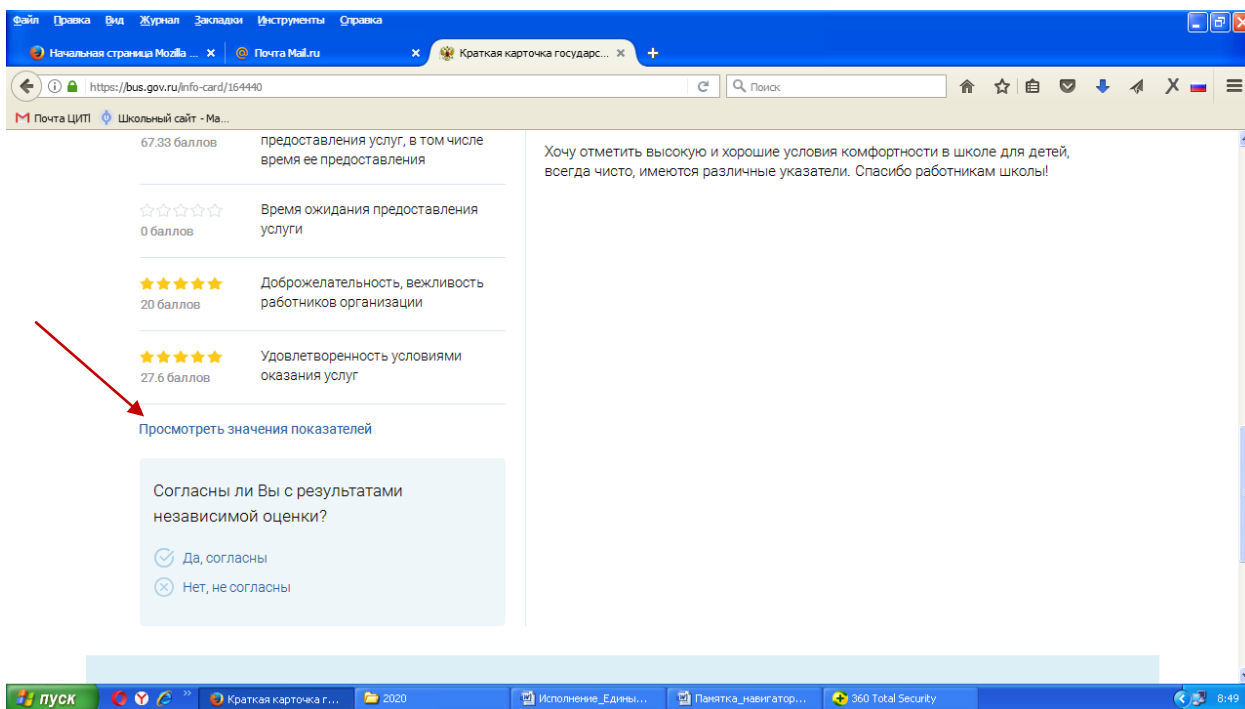 Файл Правка Вид Журнал Закладки Инструменты Справка
Начальная страница Mozilla ...
Почта Mail.ru
Краткая карточка государс...
https://bus.gov.ru/info-card/164440
Поиск
Почта ЦИТ
Школьный сайт - Ма...
67.33 баллов
предоставления услуг, в том числе
время ее предоставления
0 баллов
Время ожидания предоставления
услуги
20 баллов
Доброжелательность, вежливость
работников организации
27.6 баллов
Удовлетворенность условиями
оказания услуг
Просмотреть значения показателей
Согласны ли Вы с результатами
независимой оценки?
Да, согласны
Нет, не согласны
Хочу отметить высокую и хорошие условия комфортности в школе для детей,
всегда чисто, имеются различные указатели. Спасибо работникам школы!
пуск
Краткая карточка г...
2020
Исполнение_Едины...
Памятка_навигатор...
360 Total Security
8:49